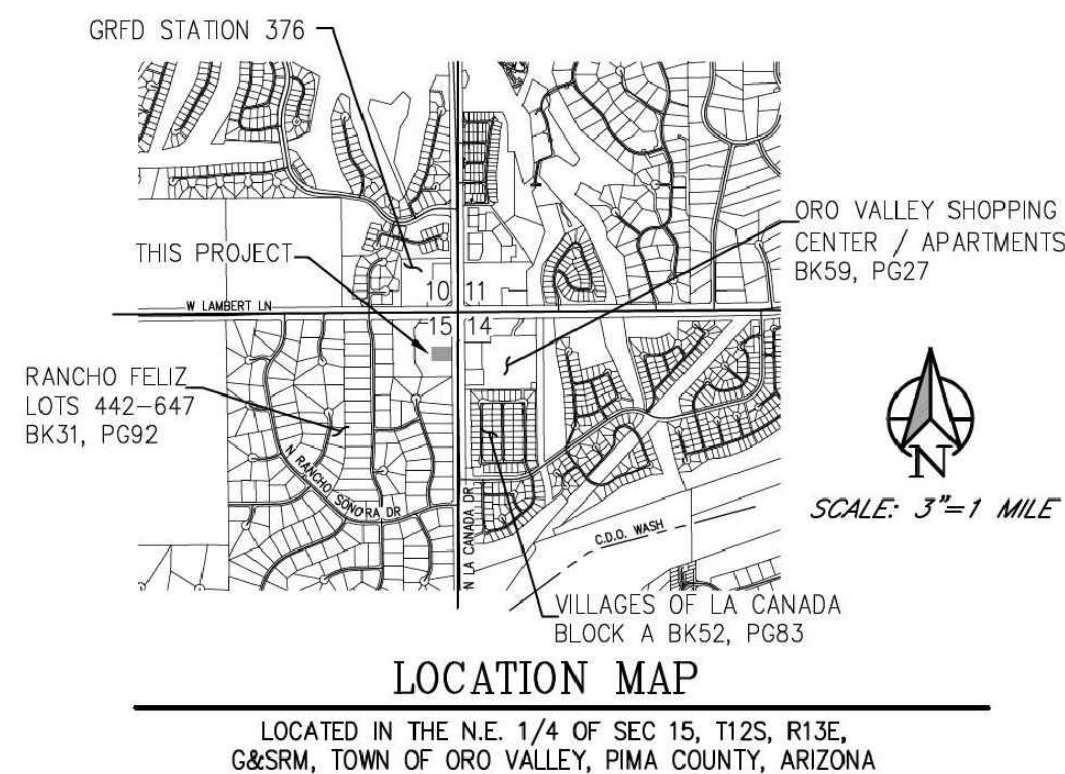 GRFD STATION 376
ORO VALLEY SHOPPING
CENTER / APARTMENTS
BK59, PG27
THIS PROJECT
10 11
W LAMBERT LN
15 14
RANCHO FELIZ
LOTS 442-647
BK31, PG92
N RANCHO SONORA DR
N LA CANADA DR
C.D.O. WASH
N
SCALE: 3"=1 MILE
VILLAGES OF LA CANADA
BLOCK A BK52, PG83
LOCATION MAP
LOCATED IN THE N.E. 1/4 OF SEC 15, T12S, R13E,
G&SRM, TOWN OF ORO VALLEY, PIMA COUNTY, ARIZONA